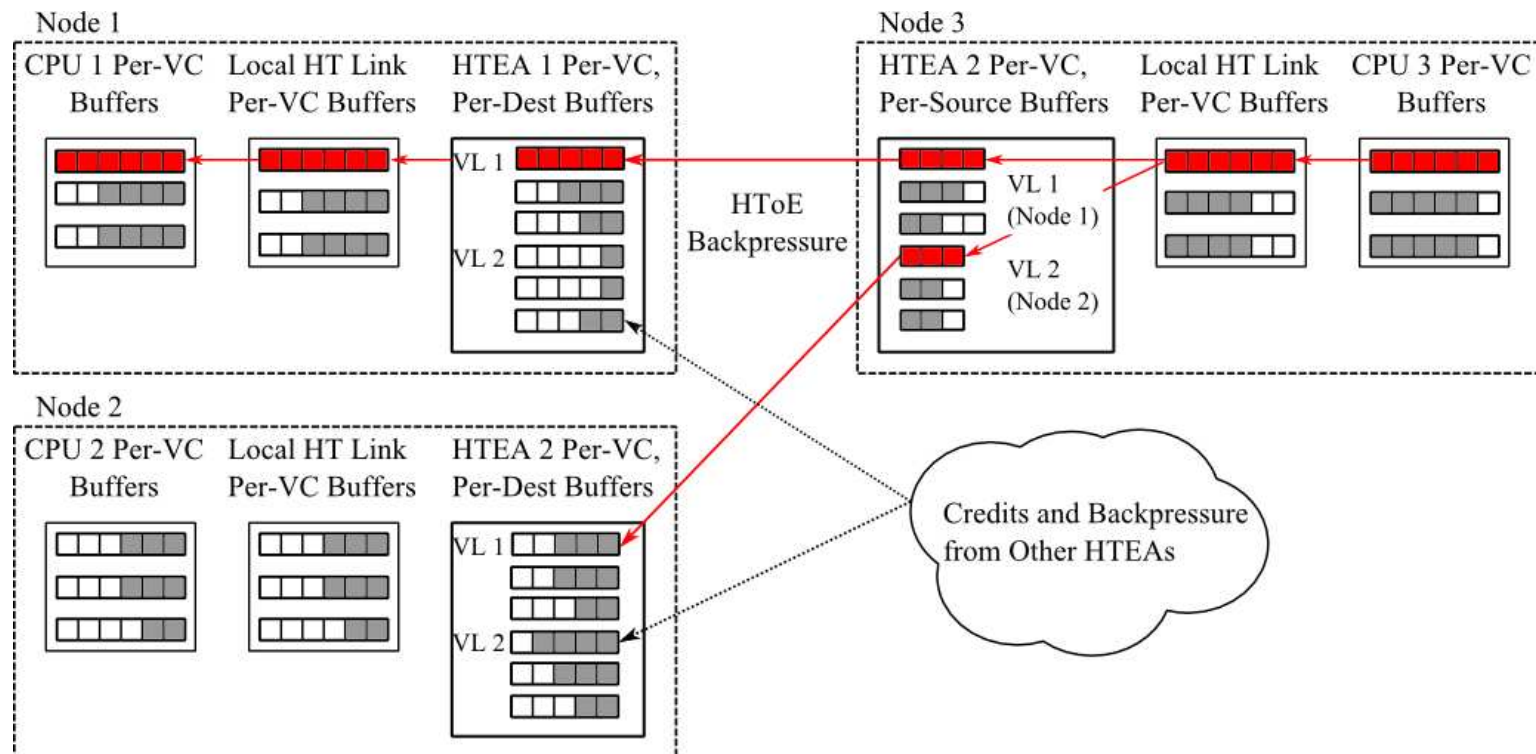 Node 1
CPU 1 Per-VC
Buffers
Local HT Link
Per-VC Buffers
HTEA 1 Per-VC,
Per-Dest Buffers
VL 1
VL 2
HToE
Backpressure
Node 3
HTEA 2 Per-VC,
Per-Source Buffers
Local HT Link
Per-VC Buffers
CPU 3 Per-VC
Buffers
VL 1
(Node 1)
VL 2
(Node 2)
Node 2
CPU 2 Per-VC
Buffers
Local HT Link
Per-VC Buffers
HTEA 2 Per-VC,
Per-Dest Buffers
VL 1
VL 2
Credits and Backpressure
from Other HTEAs